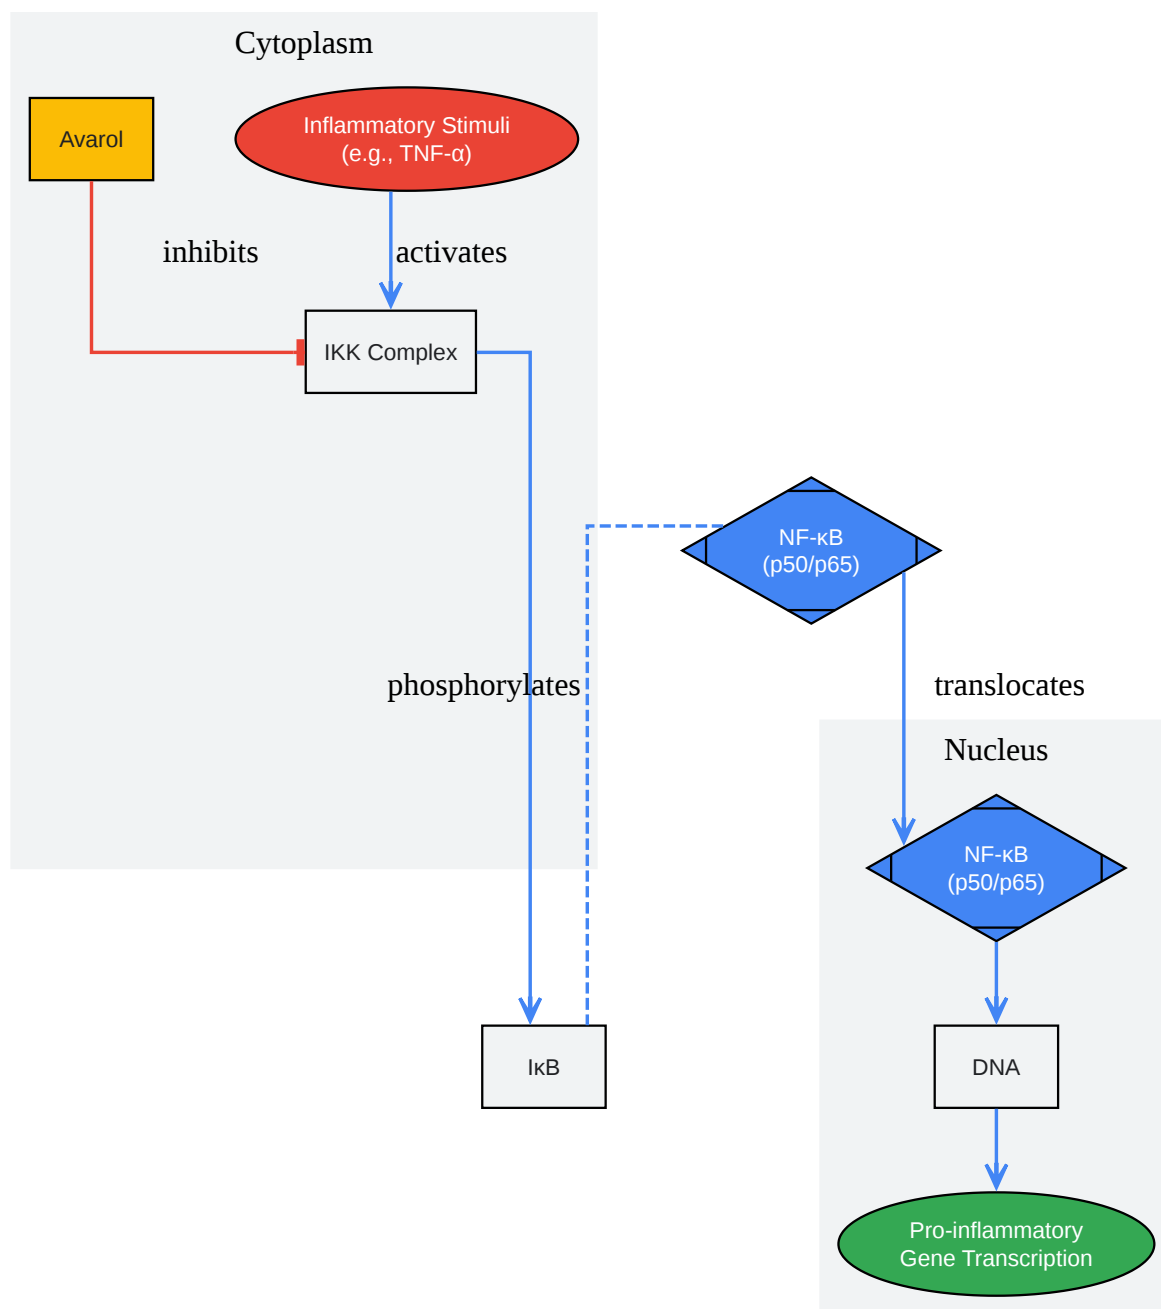 Cytoplasm
Avarol
Inflammatory Stimuli
(e.g., TNF-α)
inhibits
activates
IKK Complex
NF-κB
(p50/p65)
phosphorylates
translocates
Nucleus
NF-κB
(p50/p65)
IκB
DNA
Pro-inflammatory
Gene Transcription